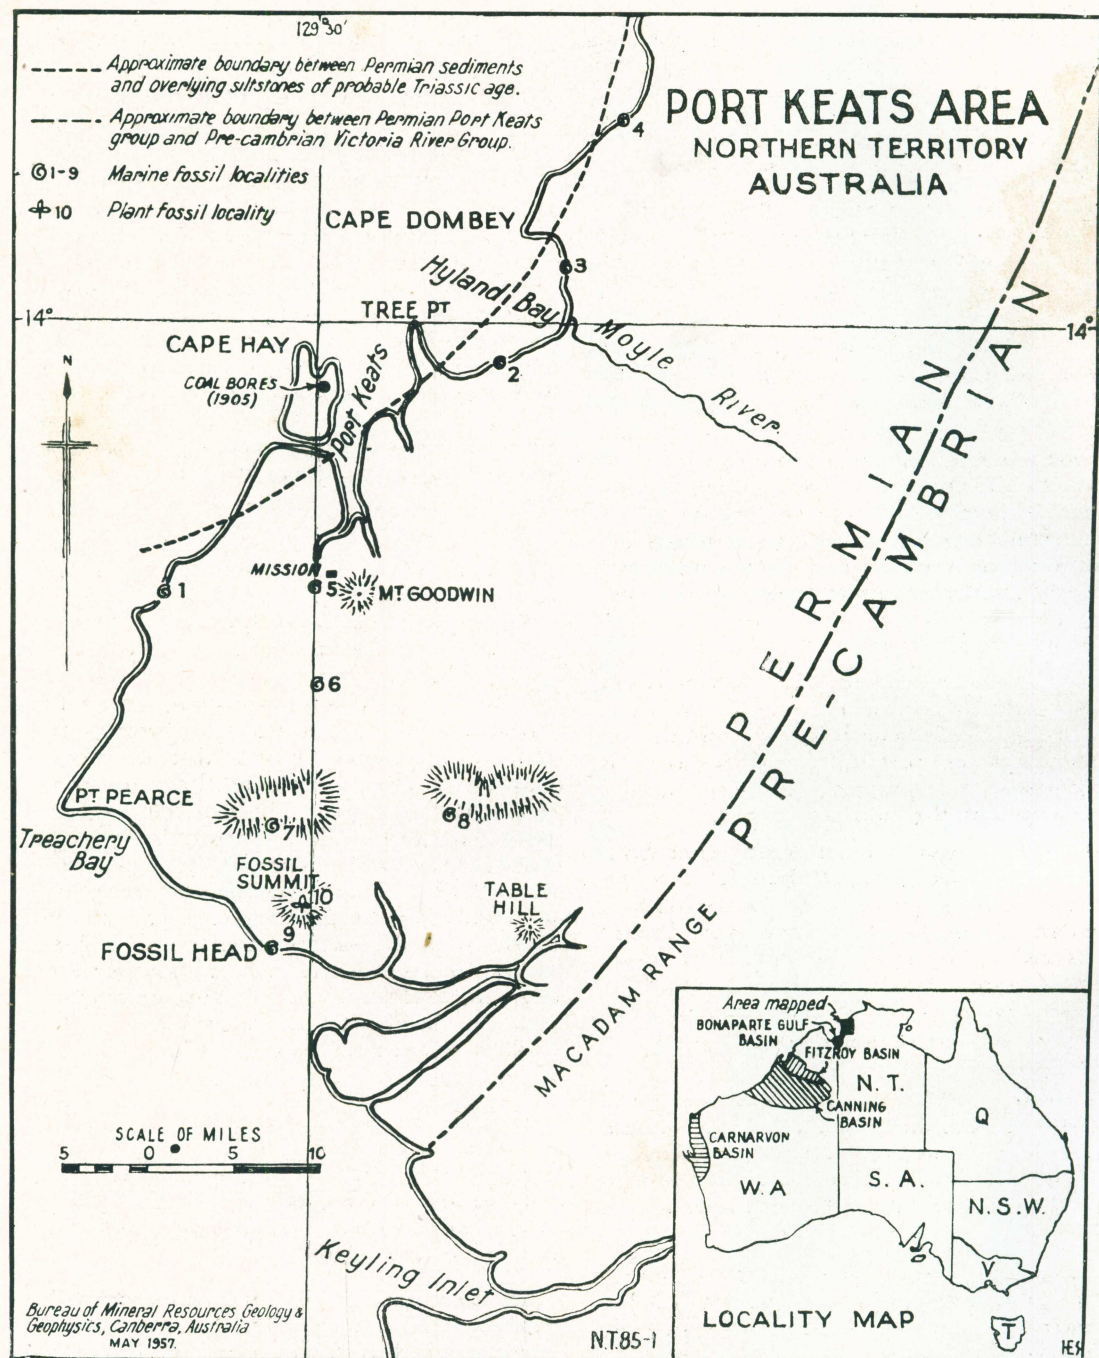 129°30'
Approximate boundary between Permian sediments
and overlying siltstones of probable Triassic age.
Approximate boundary between Permian Port Keats
group and Pre-cambrian Victoria River Group.
1-9 Marine fossil localities
10 Plant fossil locality
PORT KEATS AREA
NORTHERN TERRITORY
AUSTRALIA
4
CAPE DOMBEY
3
Hyland Bay
TREE PT
14°
14°
Moyle River.
CAPE HAY
2
COAL BORES
(1905)
Port Keats
N
PERMIAN
PRE-CAMBRIAN
MISSION
1
5
MT. GOODWIN
6
PT PEARCE
7
8
Treachery
Bay
FOSSIL
SUMMIT
10
TABLE
HILL
9
FOSSIL HEAD
MACADAM RANGE
SCALE OF MILES
5 0 5 10
Keyling Inlet
Area mapped
BONAPARTE GULF
BASIN
FITZROY BASIN
N.T.
CANNING
BASIN
Q
CARNARVON
BASIN
W.A
S.A.
N.S.W.
V
T
LOCALITY MAP
Bureau of Mineral Resources Geology &
Geophysics, Canberra, Australia
MAY 1957.
N.T.85-1